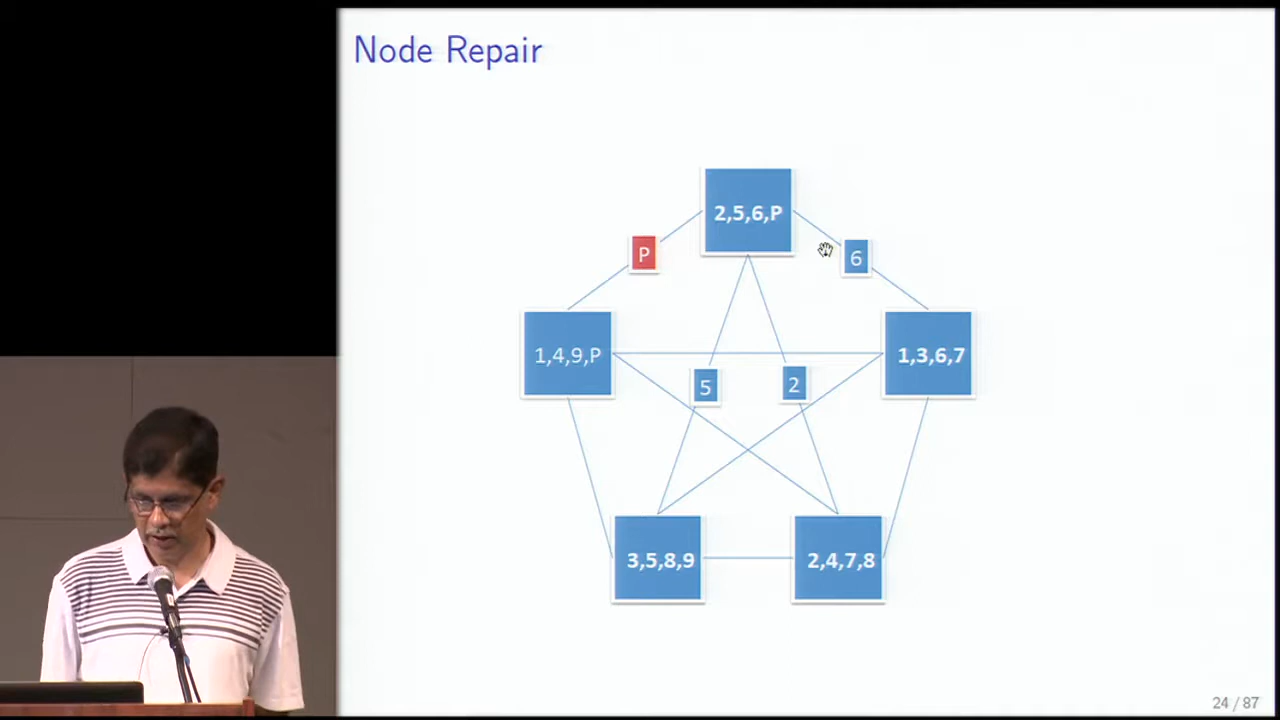 Node Repair
2,5,6,P
P
6
1,4,9,P
1,3,6,7
5
2
3,5,8,9
2,4,7,8
24 / 87